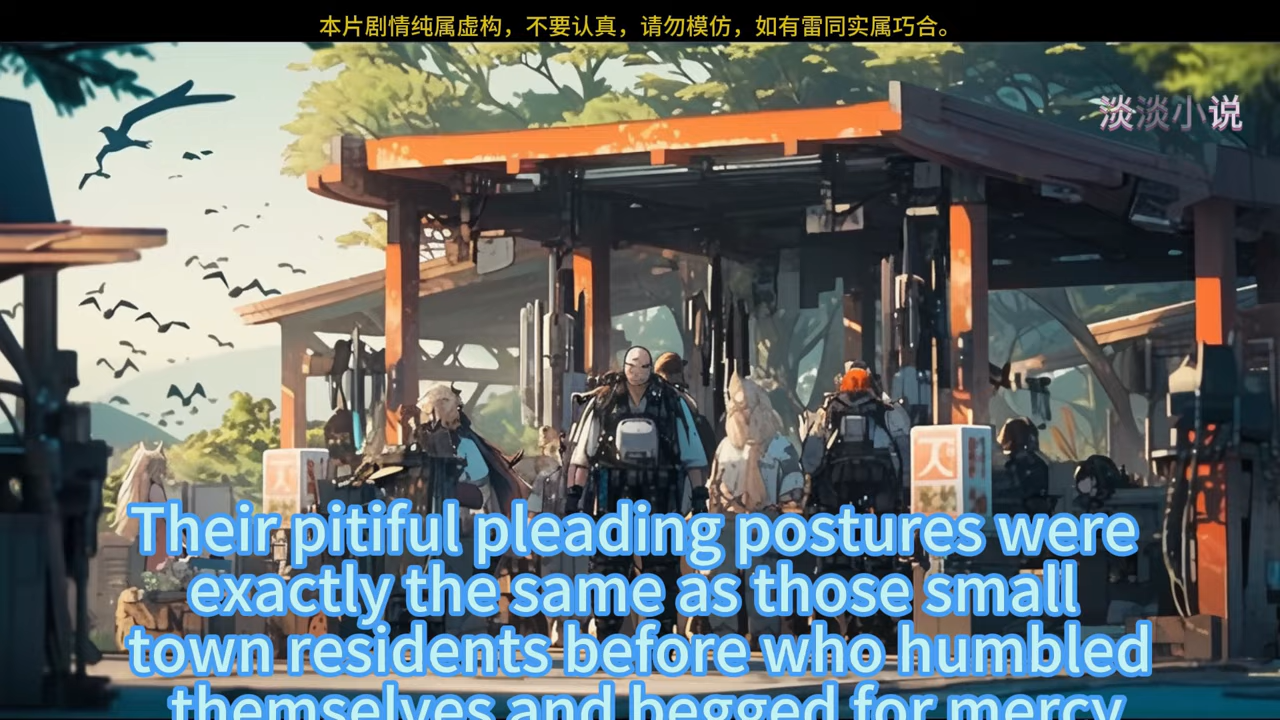 本片剧情纯属虚构，不要认真，请勿模仿，如有雷同实属巧合。
淡淡小说
Their pitiful pleading postures were
exactly the same as those small
town residents before who humbled
themselves and begged for mercy